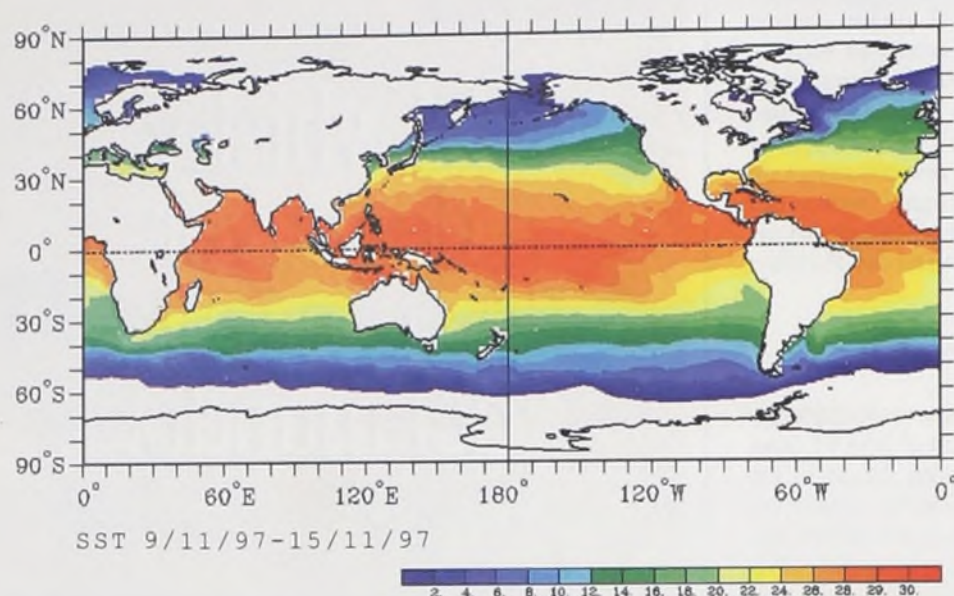 90°N
60°N
30°N
0°
30°S
60°S
90°S
0° 60°E 120°E 180° 120°W 60°W 0°
SST 9/11/97-15/11/97
2. 4. 6. 8. 10. 12. 14. 16. 18. 20. 22. 24. 26. 28. 29. 30.